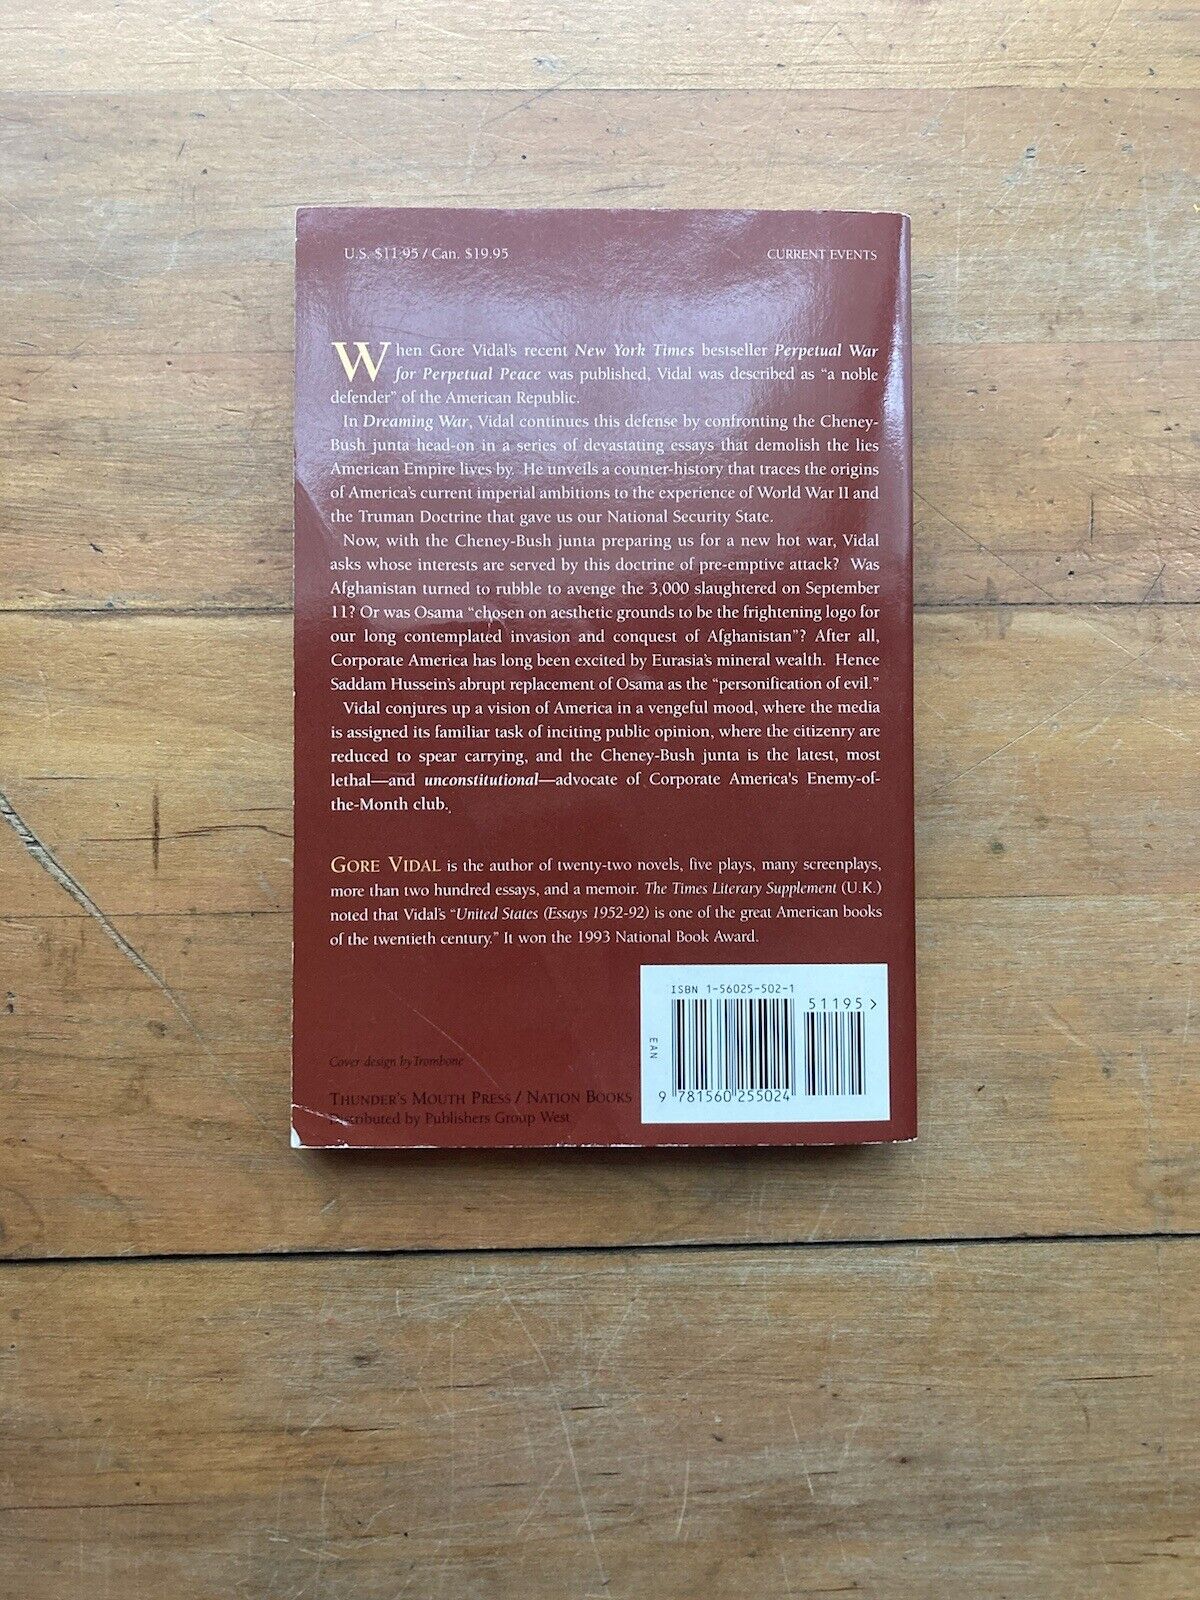 U.S. $11.95 / Can. $19.95
CURRENT EVENTS
When Gore Vidal's recent New York Times bestseller Perpetual War
for Perpetual Peace was published, Vidal was described as “a noble
defender” of the American Republic.
In Dreaming War, Vidal continues this defense by confronting the Cheney-
Bush junta head-on in a series of devastating essays that demolish the lies
American Empire lives by. He unveils a counter-history that traces the origins
of America's current imperial ambitions to the experience of World War II and
the Truman Doctrine that gave us our National Security State.
Now, with the Cheney-Bush junta preparing us for a new hot war, Vidal
asks whose interests are served by this doctrine of pre-emptive attack? Was
Afghanistan turned to rubble to avenge the 3,000 slaughtered on September
11? Or was Osama “chosen on aesthetic grounds to be the frightening logo for
our long contemplated invasion and conquest of Afghanistan”? After all,
Corporate America has long been excited by Eurasia's mineral wealth. Hence
Saddam Hussein's abrupt replacement of Osama as the “personification of evil.”
Vidal conjures up a vision of America in a vengeful mood, where the media
is assigned its familiar task of inciting public opinion, where the citizenry are
reduced to spear carrying, and the Cheney-Bush junta is the latest, most
lethal—and unconstitutional—advocate of Corporate America's Enemy-of-
the-Month club.
GORE VIDAL is the author of twenty-two novels, five plays, many screenplays,
more than two hundred essays, and a memoir. The Times Literary Supplement (U.K.)
noted that Vidal's “United States (Essays 1952-92) is one of the great American books
of the twentieth century.” It won the 1993 National Book Award.
ISBN 1-56025-502-1
51195>
EAN
9 781560 255024
Cover design by Trombone
THUNDER'S MOUTH PRESS / NATION BOOKS
Distributed by Publishers Group West